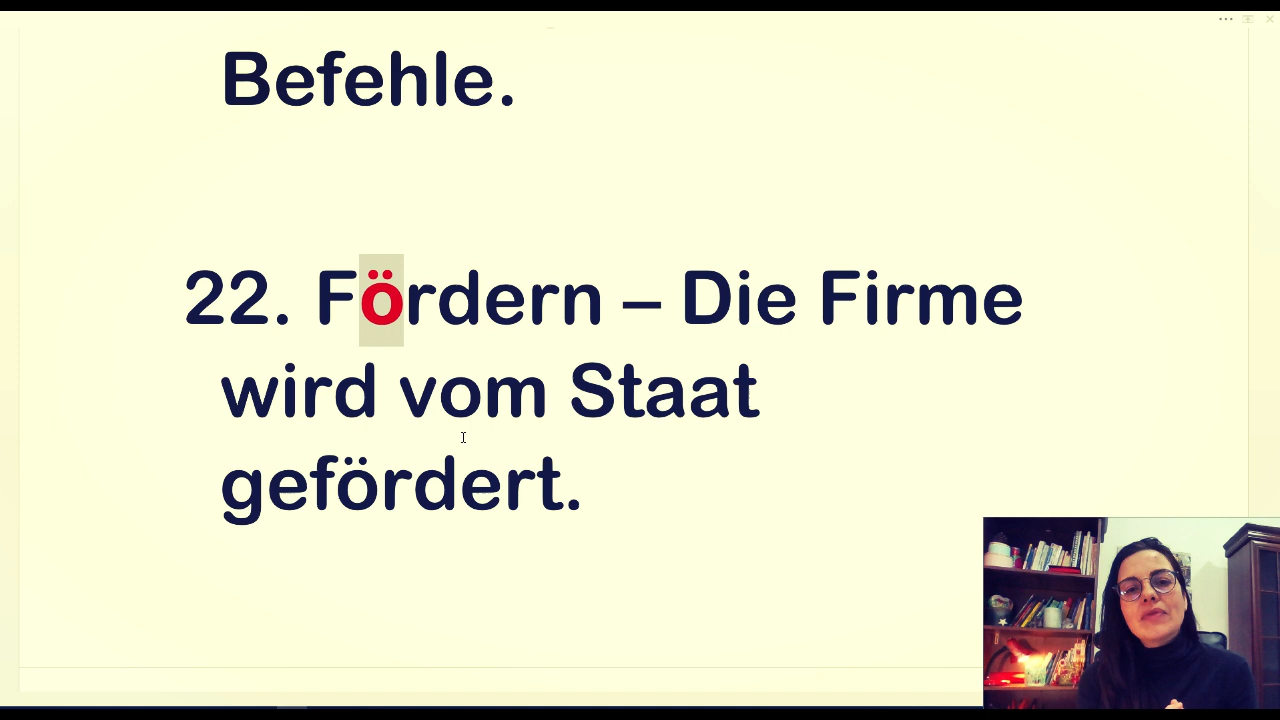 Befehle.
22. Fördern – Die Firme
wird vom Staat
gefördert.